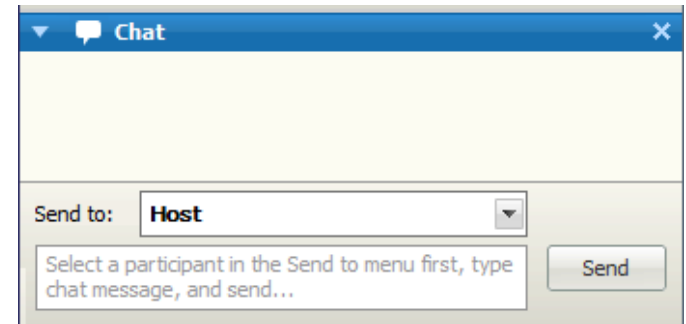 Chat
Send to: Host
Select a participant in the Send to menu first, type
chat message, and send...
Send